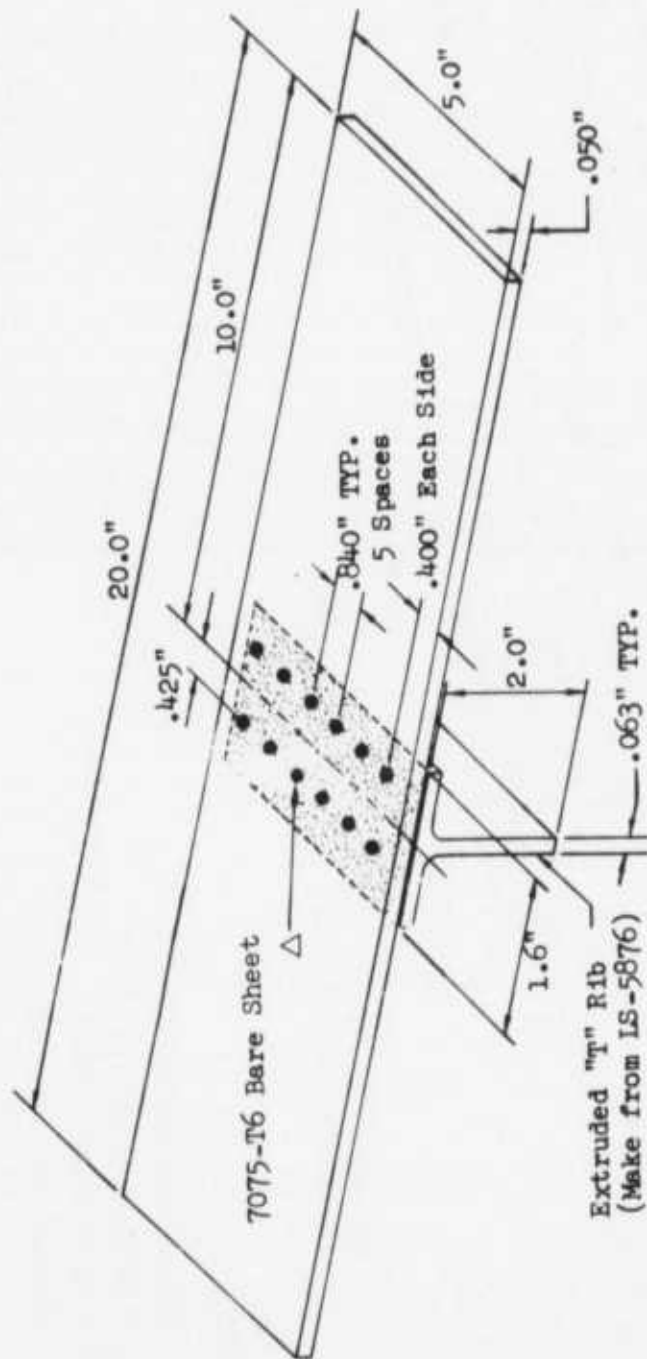 20.0"
10.0"
5.0"
.050"
.425"
7075-T6 Bare Sheet
△
.840" TYP.
5 Spaces
.400" Each Side
2.0"
1.6"
.063" TYP.
Extruded "T" Rib
(Make from LS-5876)